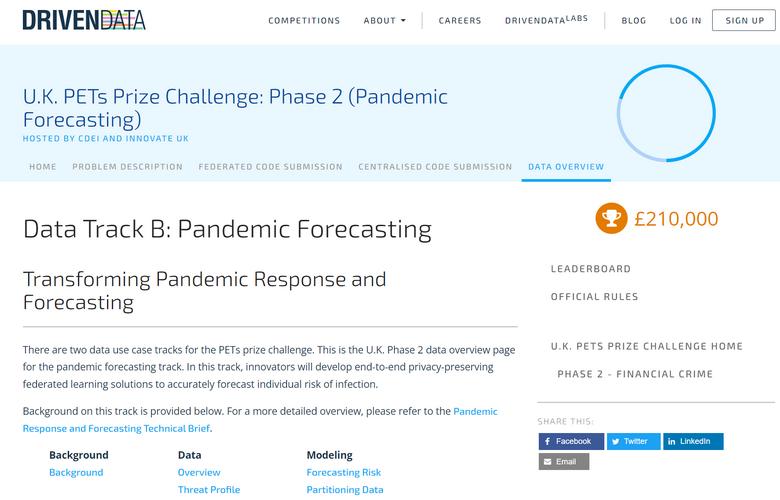 DRIVENDATA
COMPETITIONS ABOUT CAREERS DRIVENDATALABS BLOG LOG IN SIGN UP
U.K. PETs Prize Challenge: Phase 2 (Pandemic
Forecasting)
HOSTED BY CDEI AND INNOVATE UK
HOME PROBLEM DESCRIPTION FEDERATED CODE SUBMISSION CENTRALISED CODE SUBMISSION DATA OVERVIEW
Data Track B: Pandemic Forecasting
Transforming Pandemic Response and
Forecasting
There are two data use case tracks for the PETs prize challenge. This is the U.K. Phase 2 data overview page
for the pandemic forecasting track. In this track, innovators will develop end-to-end privacy-preserving
federated learning solutions to accurately forecast individual risk of infection.
Background on this track is provided below. For a more detailed overview, please refer to the Pandemic
Response and Forecasting Technical Brief.
Background Data Modeling
Background Overview Forecasting Risk
Threat Profile Partitioning Data
£210,000
LEADERBOARD
OFFICIAL RULES
U.K. PETS PRIZE CHALLENGE HOME
PHASE 2 - FINANCIAL CRIME
SHARE THIS:
Facebook Twitter LinkedIn
Email